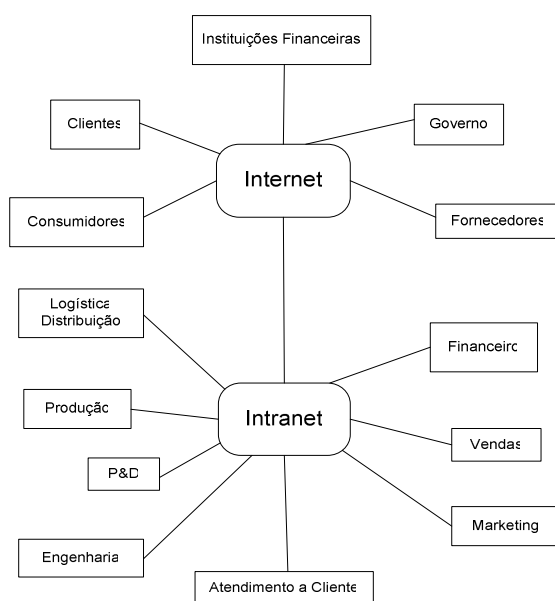 Instituições Financeiras
Clientes
Governo
Internet
Consumidores
Fornecedores
Logística
Distribuição
Financeiro
Produção
Intranet
Vendas
P&D
Marketing
Engenharia
Atendimento a Cliente